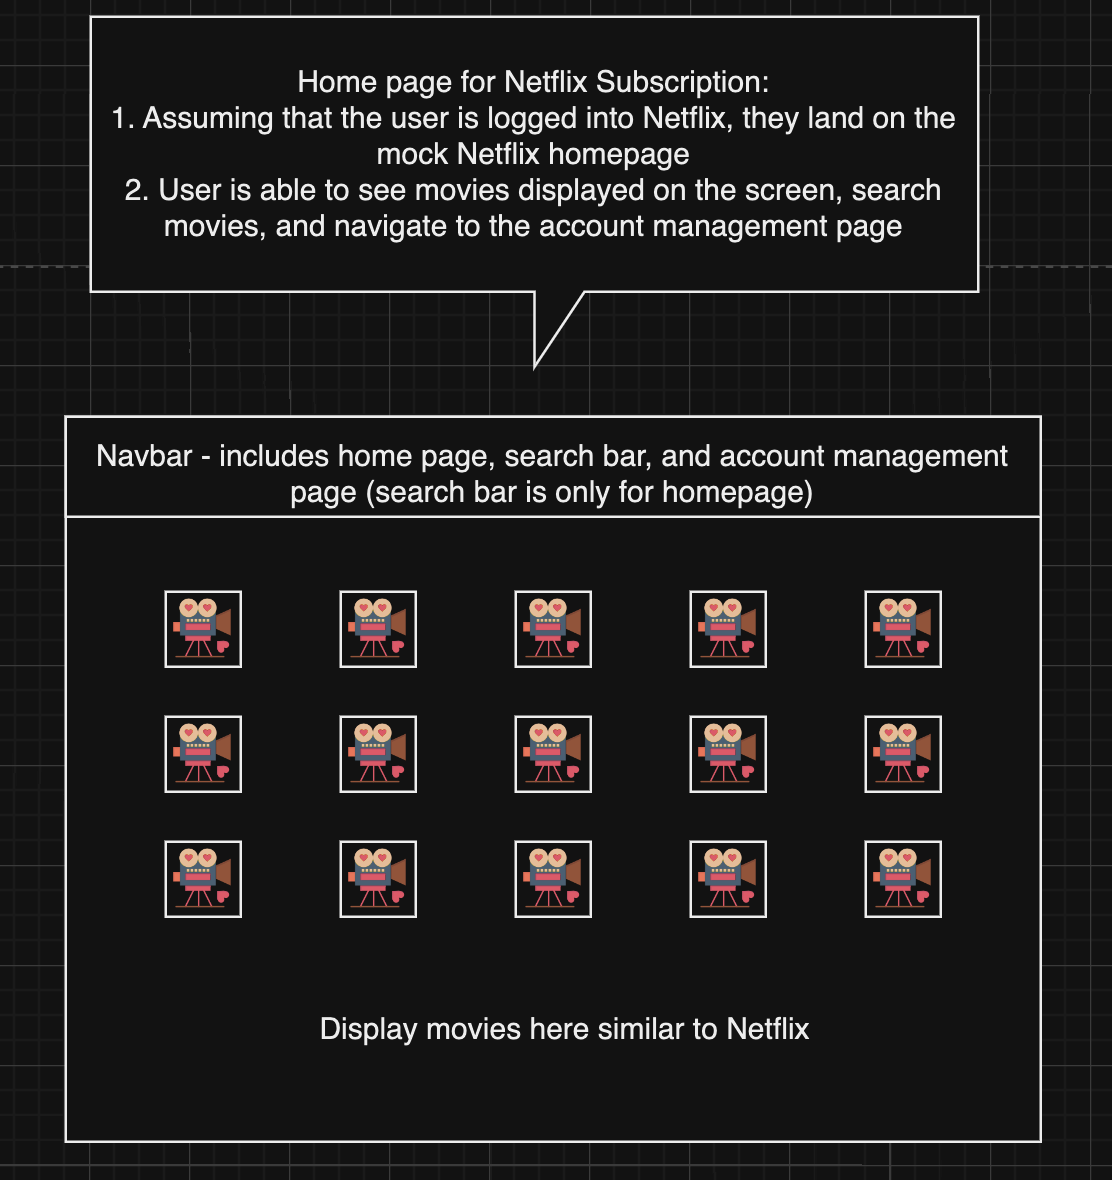 Home page for Netflix Subscription:
1. Assuming that the user is logged into Netflix, they land on the
mock Netflix homepage
2. User is able to see movies displayed on the screen, search
movies, and navigate to the account management page
Navbar - includes home page, search bar, and account management
page (search bar is only for homepage)
Display movies here similar to Netflix